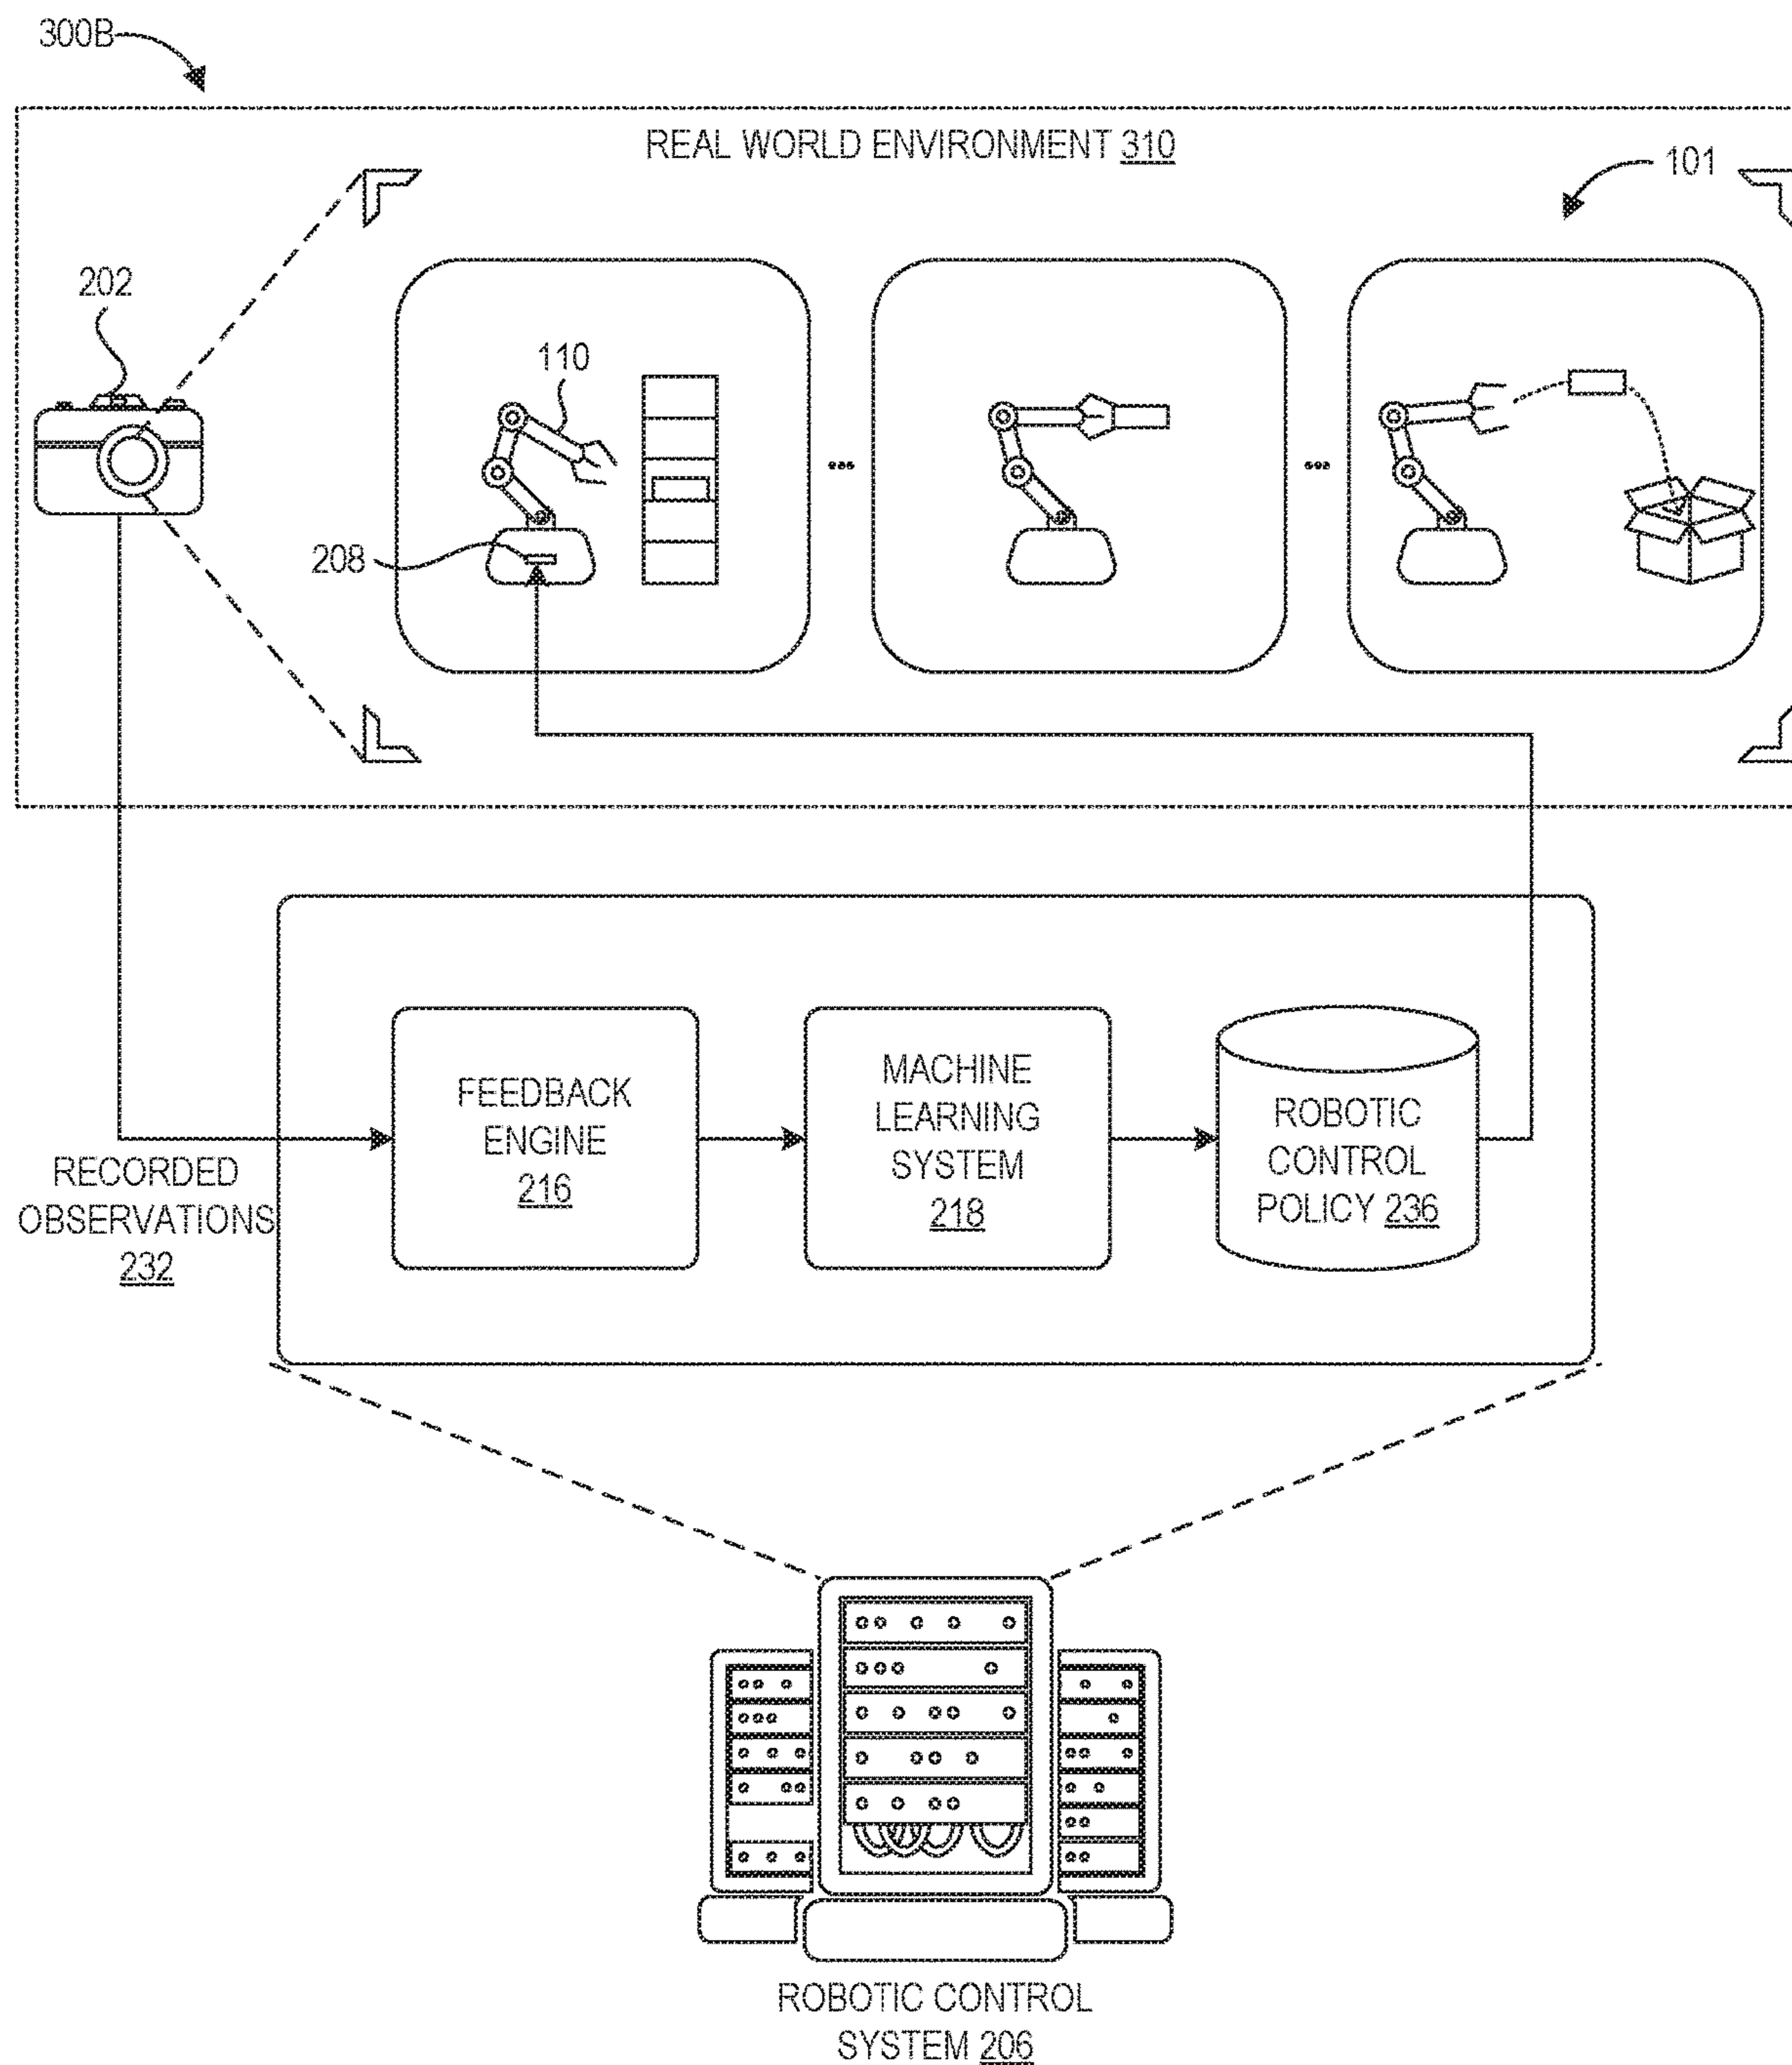 300B
REAL WORLD ENVIRONMENT 310
101
202
110
208
FEEDBACK
ENGINE
216
MACHINE
LEARNING
SYSTEM
218
ROBOTIC
CONTROL
POLICY 236
RECORDED
OBSERVATIONS
232
ROBOTIC CONTROL
SYSTEM 206